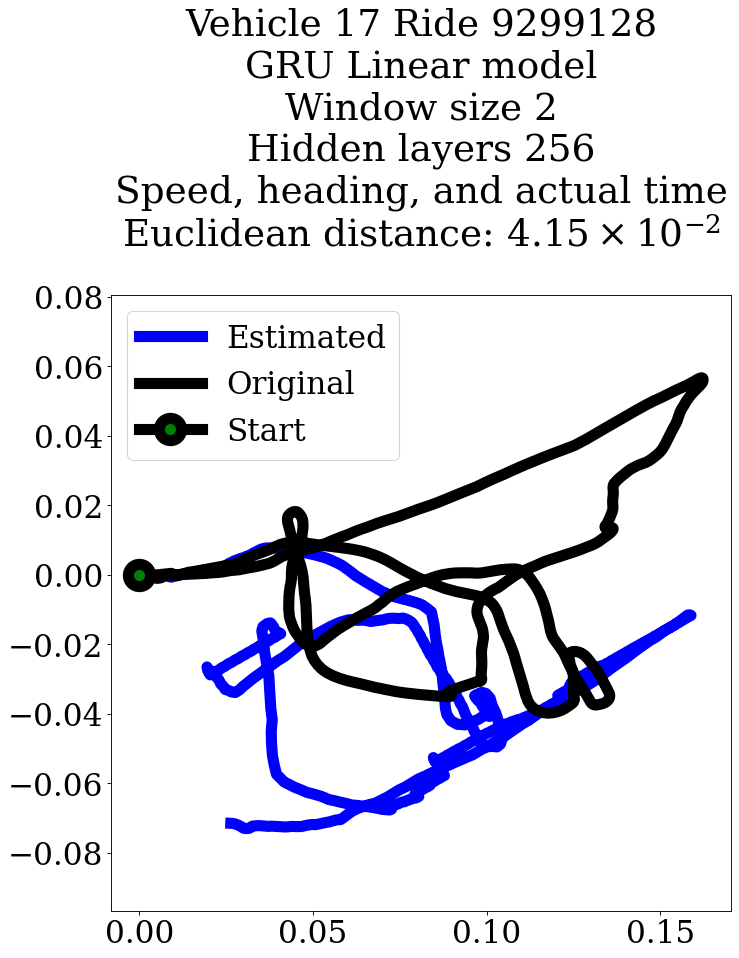 Vehicle 17 Ride 9299128
GRU Linear model
Window size 2
Hidden layers 256
Speed, heading, and actual time
Euclidean distance: 4.15 × 10⁻²
0.08
0.06
0.04
0.02
0.00
−0.02
−0.04
−0.06
−0.08
Estimated
Original
Start
0.00 0.05 0.10 0.15